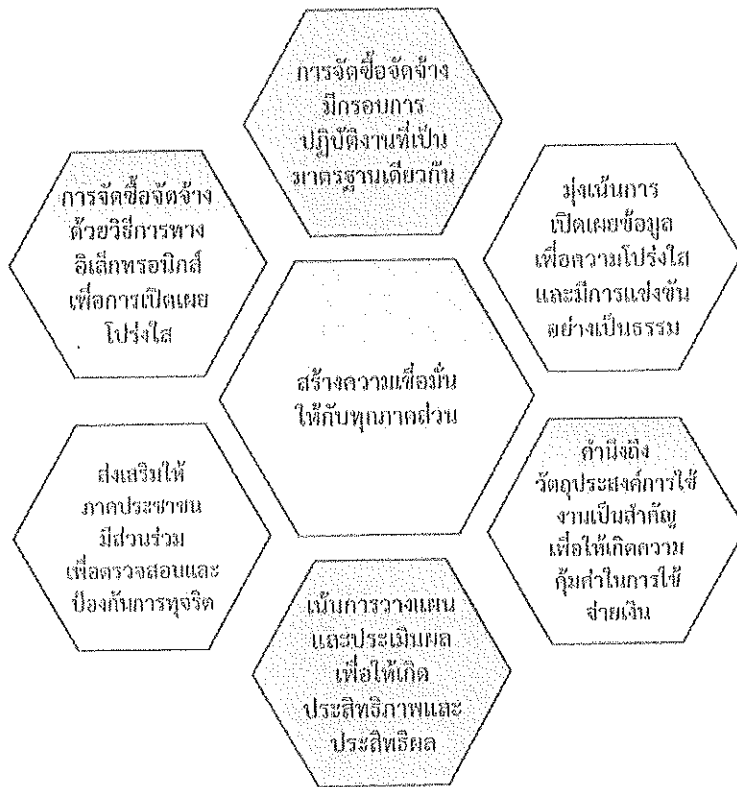 การจัดซื้อจัดจ้าง
มีกรอบการ
ปฏิบัติงานที่เป็น
มาตรฐานเดียวกัน
การจัดซื้อจัดจ้าง
ด้วยวิธีการทาง
อิเล็กทรอนิกส์
เพื่อการเปิดเผย
โปร่งใส
มุ่งเน้นการ
เปิดเผยข้อมูล
เพื่อความโปร่งใส
และมีการแข่งขัน
อย่างเป็นธรรม
สร้างความเชื่อมั่น
ให้กับทุกภาคส่วน
ส่งเสริมให้
ภาคประชาชน
มีส่วนร่วม
เพื่อตรวจสอบและ
ป้องกันการทุจริต
คำนึงถึง
วัตถุประสงค์การใช้
งานเป็นสำคัญ
เพื่อให้เกิดความ
คุ้มค่าในการใช้
จ่ายเงิน
เน้นการวางแผน
และประเมินผล
เพื่อให้เกิด
ประสิทธิภาพและ
ประสิทธิผล